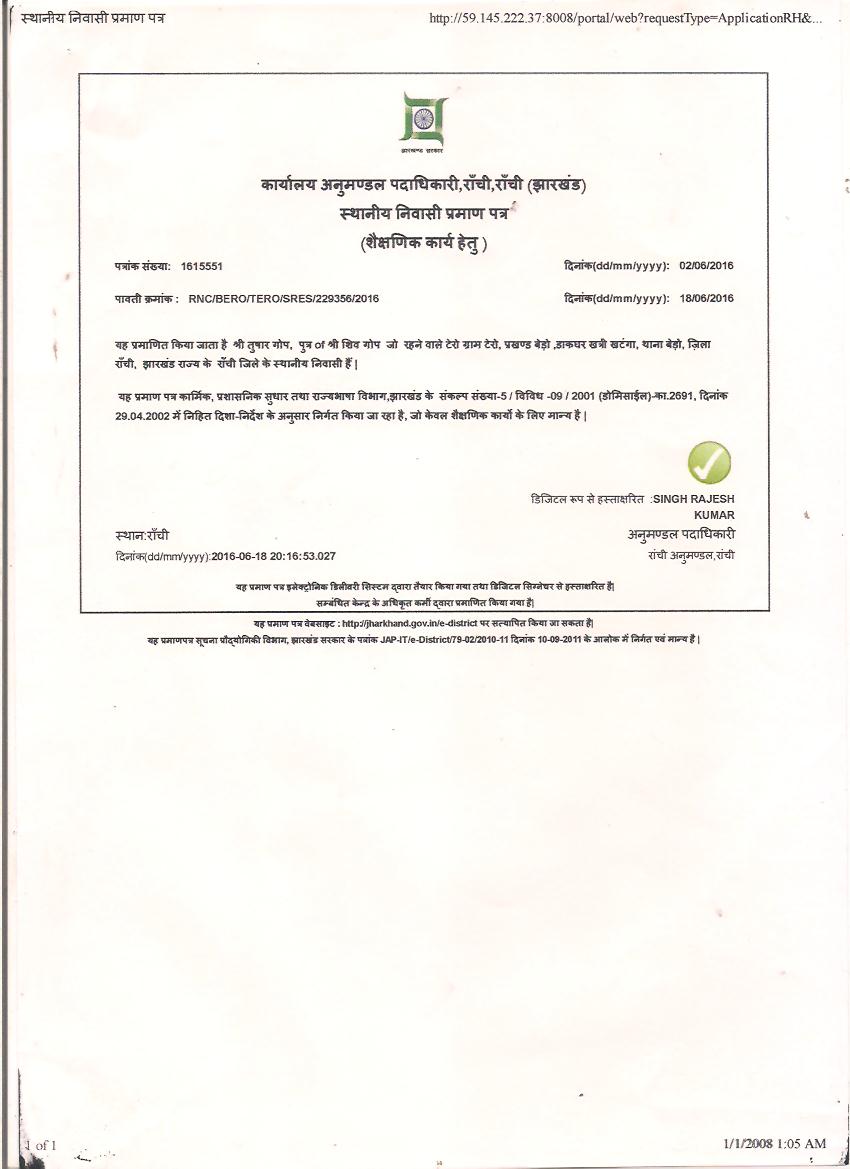 स्थानीय निवासी प्रमाण पत्र http://59.145.222.37:8008/portal/web?requestType=ApplicationRH&...
झारखण्ड सरकार
कार्यालय अनुमण्डल पदाधिकारी,राँची,राँची (झारखंड)
स्थानीय निवासी प्रमाण पत्र
(शैक्षणिक कार्य हेतु )
पत्रांक संख्या: 1615551 दिनांक(dd/mm/yyyy): 02/06/2016
पावती क्रमांक : RNC/BERO/TERO/SRES/229356/2016 दिनांक(dd/mm/yyyy): 18/06/2016
यह प्रमाणित किया जाता है श्री तुषार गोप, पुत्र of श्री शिव गोप जो रहने वाले टेरो ग्राम टेरो, प्रखण्ड बेड़ो ,डाकघर खत्री खटंगा, थाना बेड़ो, ज़िला
राँची, झारखंड राज्य के राँची जिले के स्थानीय निवासी हैं |
यह प्रमाण पत्र कार्मिक, प्रशासनिक सुधार तथा राज्यभाषा विभाग,झारखंड के संकल्प संख्या-5 / विविध -09 / 2001 (डोमिसाईल)-का.2691, दिनांक
29.04.2002 में निहित दिशा-निर्देश के अनुसार निर्गत किया जा रहा है, जो केवल शैक्षणिक कार्यो के लिए मान्य है |
डिजिटल रूप से हस्ताक्षरित :SINGH RAJESH
KUMAR
स्थान:राँची अनुमण्डल पदाधिकारी
दिनांक(dd/mm/yyyy):2016-06-18 20:16:53.027 रांची अनुमण्डल,रांची
यह प्रमाण पत्र इलेक्ट्रोनिक डिलीवरी सिस्टम द्वारा तैयार किया गया तथा डिजिटल सिग्नेचर से हस्ताक्षरित है|
सम्बंधित केन्द्र के अधिकृत कर्मी द्वारा प्रमाणित किया गया है|
यह प्रमाण पत्र वेबसाइट : http://jharkhand.gov.in/e-district पर सत्यापित किया जा सकता है|
यह प्रमाणपत्र सूचना प्रौद्योगिकी विभाग, झारखंड सरकार के पत्रांक JAP-IT/e-District/79-02/2010-11 दिनांक 10-09-2011 के आलोक में निर्गत एवं मान्य है |
1 of 1 1/1/2008 1:05 AM